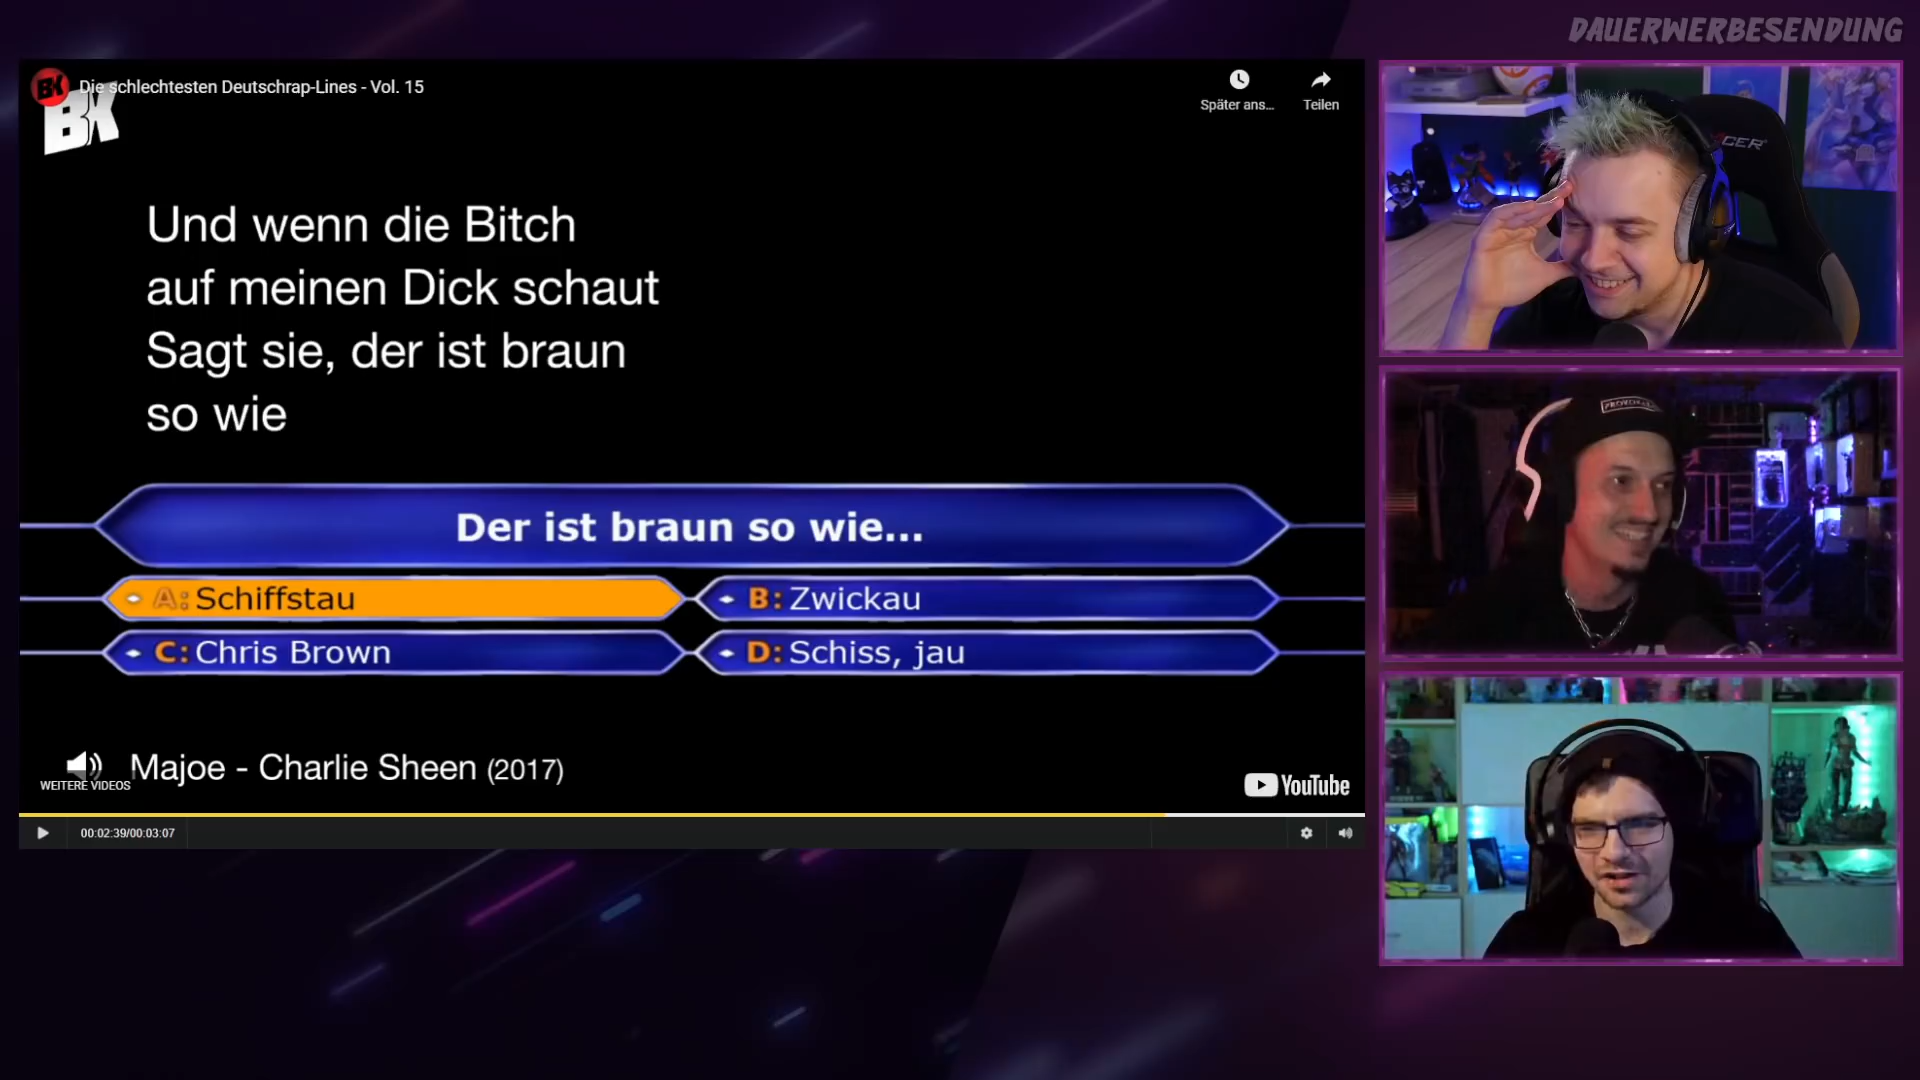 DAUERWERBESENDUNG
BK
Die schlechtesten Deutschrap-Lines - Vol. 15
Später ans...
Teilen
BK
Und wenn die Bitch
auf meinen Dick schaut
Sagt sie, der ist braun
so wie
Der ist braun so wie...
A: Schiffstau
B: Zwickau
C: Chris Brown
D: Schiss, jau
Majoe - Charlie Sheen (2017)
WEITERE VIDEOS
YouTube
00:02:39/00:03:07